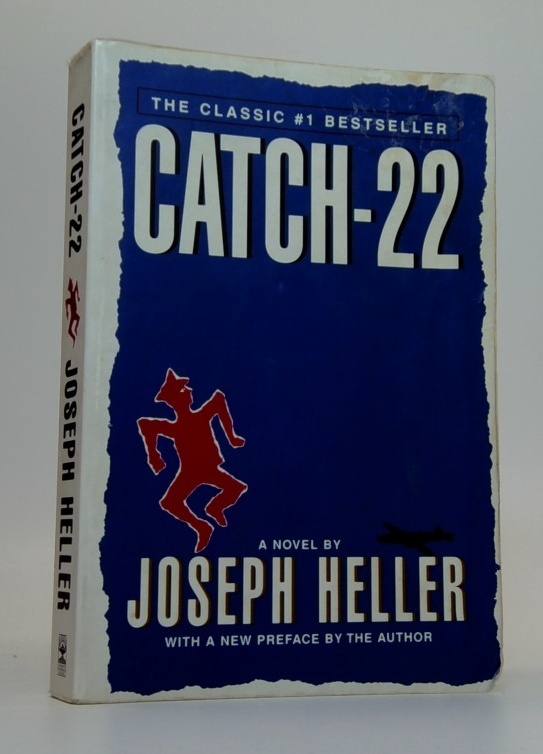 THE CLASSIC #1 BESTSELLER
CATCH-22
A NOVEL BY
JOSEPH HELLER
WITH A NEW PREFACE BY THE AUTHOR
CATCH-22 JOSEPH HELLER